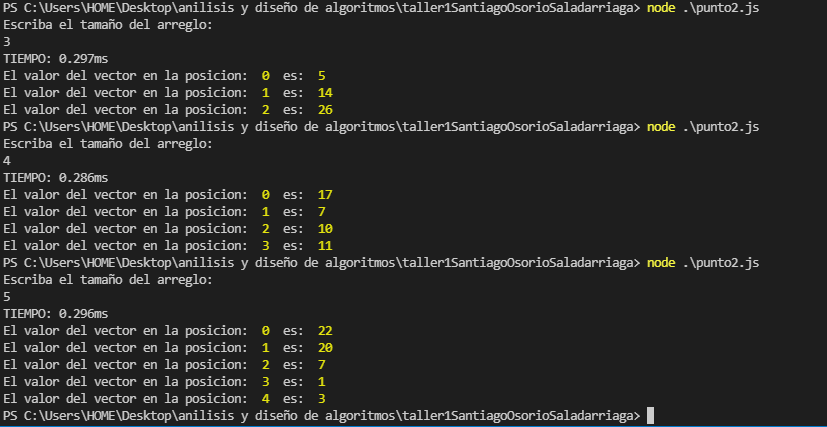 PS C:\Users\HOME\Desktop\anilisis y diseño de algoritmos\taller1SantiagoOsorioSaladarriaga> node .\punto2.js
Escriba el tamaño del arreglo:
3
TIEMPO: 0.297ms
El valor del vector en la posicion:  0  es:  5
El valor del vector en la posicion:  1  es:  14
El valor del vector en la posicion:  2  es:  26
PS C:\Users\HOME\Desktop\anilisis y diseño de algoritmos\taller1SantiagoOsorioSaladarriaga> node .\punto2.js
Escriba el tamaño del arreglo:
4
TIEMPO: 0.286ms
El valor del vector en la posicion:  0  es:  17
El valor del vector en la posicion:  1  es:  7
El valor del vector en la posicion:  2  es:  10
El valor del vector en la posicion:  3  es:  11
PS C:\Users\HOME\Desktop\anilisis y diseño de algoritmos\taller1SantiagoOsorioSaladarriaga> node .\punto2.js
Escriba el tamaño del arreglo:
5
TIEMPO: 0.296ms
El valor del vector en la posicion:  0  es:  22
El valor del vector en la posicion:  1  es:  20
El valor del vector en la posicion:  2  es:  7
El valor del vector en la posicion:  3  es:  1
El valor del vector en la posicion:  4  es:  3
PS C:\Users\HOME\Desktop\anilisis y diseño de algoritmos\taller1SantiagoOsorioSaladarriaga>